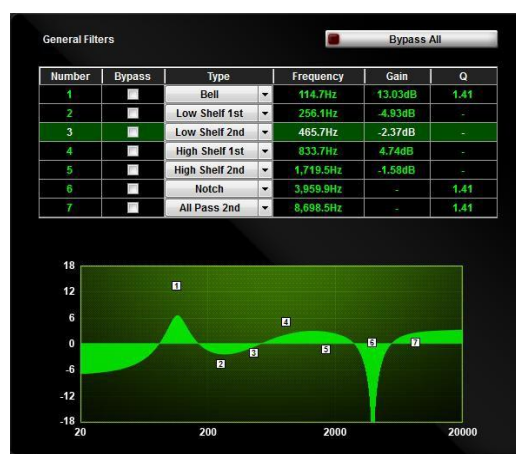 General Filters
Bypass All
Number Bypass Type Frequency Gain Q
1 Bell 114.7Hz 13.03dB 1.41
2 Low Shelf 1st 256.1Hz -4.93dB -
3 Low Shelf 2nd 465.7Hz -2.37dB -
4 High Shelf 1st 833.7Hz 4.74dB -
5 High Shelf 2nd 1,719.5Hz -1.58dB -
6 Notch 3,959.9Hz - 1.41
7 All Pass 2nd 8,698.5Hz - 1.41
18
12
6
0
-6
-12
-18
1
4
2
3
5
6
7
20 200 2000 20000